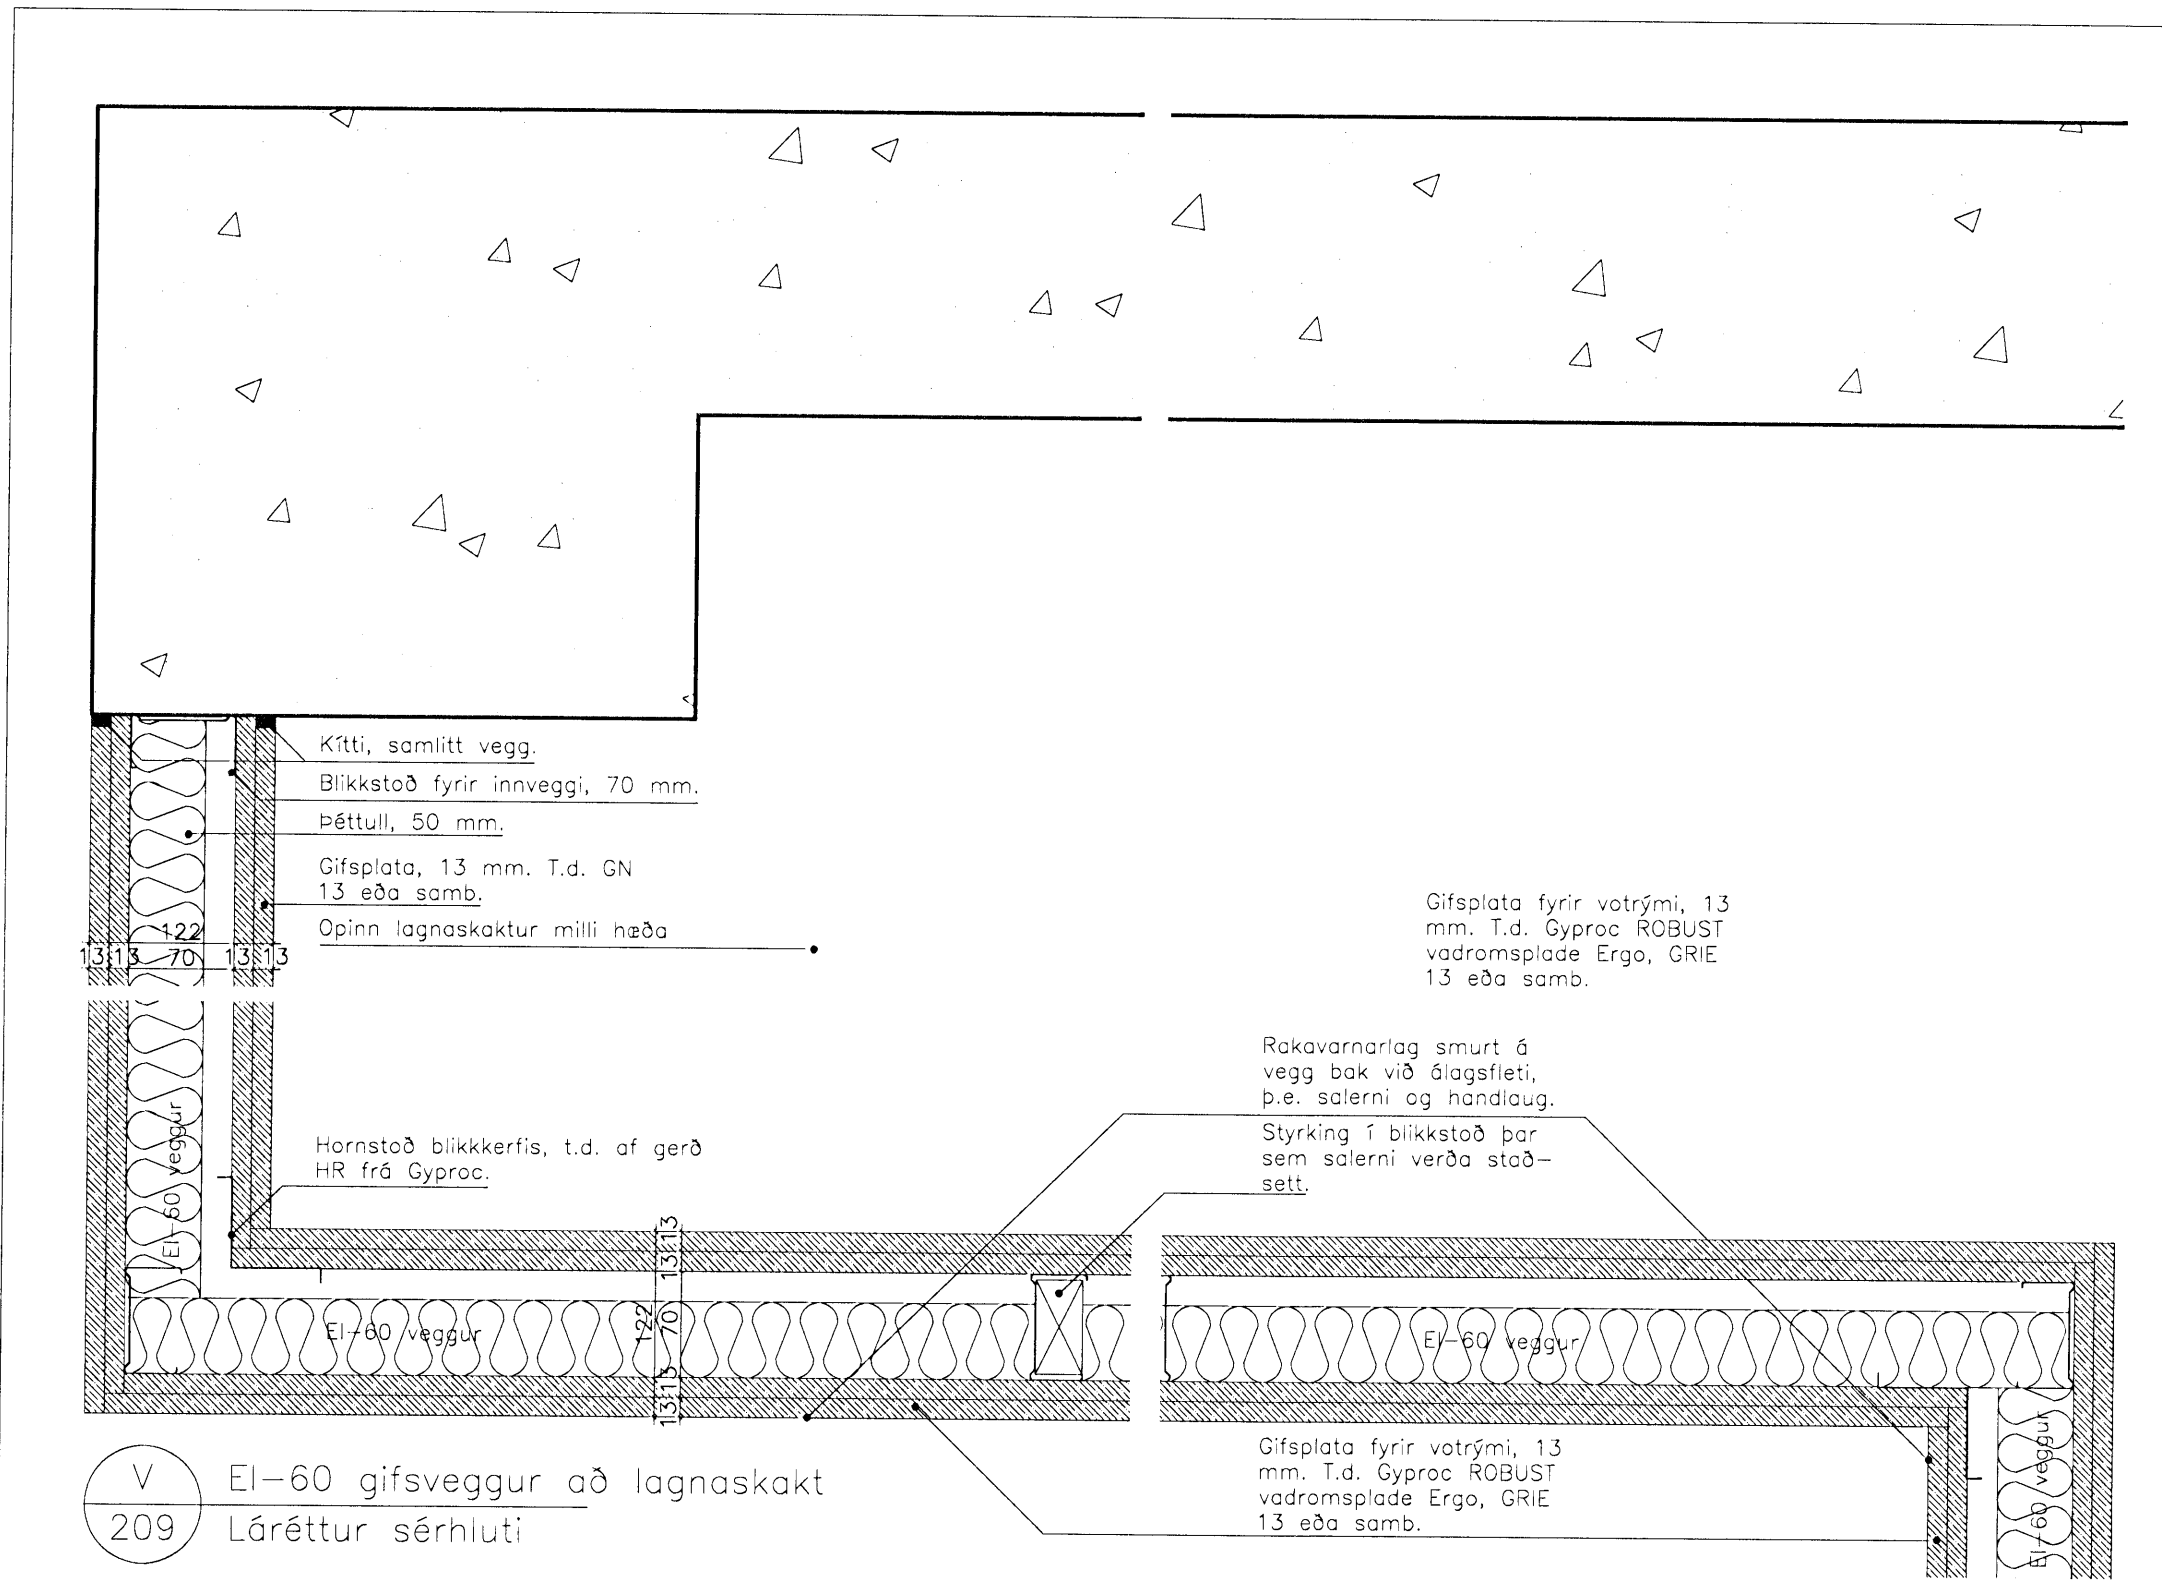 Kítti, samlitt vegg.
Blikkstoð fyrir innveggi, 70 mm.
Þéttull, 50 mm.
Gifsplata, 13 mm. T.d. GN
13 eða samb.
Opinn lagnaskaktur milli hæða
122
13 13 70 13 13
Gifsplata fyrir votrými, 13
mm. T.d. Gyproc ROBUST
vadromsplade Ergo, GRIE
13 eða samb.
Rakavarnarlag smurt á
vegg bak við álagsfleti,
þ.e. salerni og handlaug.
Styrking í blikkstoð þar
sem salerni verða stað-
sett.
Hornstoð blikkkerfis, t.d. af gerð
HR frá Gyproc.
EI-60 veggur
13 13 70 13 13
122
EI-60 veggur
EI-60 veggur
EI-60 veggur
Gifsplata fyrir votrými, 13
mm. T.d. Gyproc ROBUST
vadromsplade Ergo, GRIE
13 eða samb.
V
209
EI-60 gifsveggur að lagnaskakt
Láréttur sérhluti